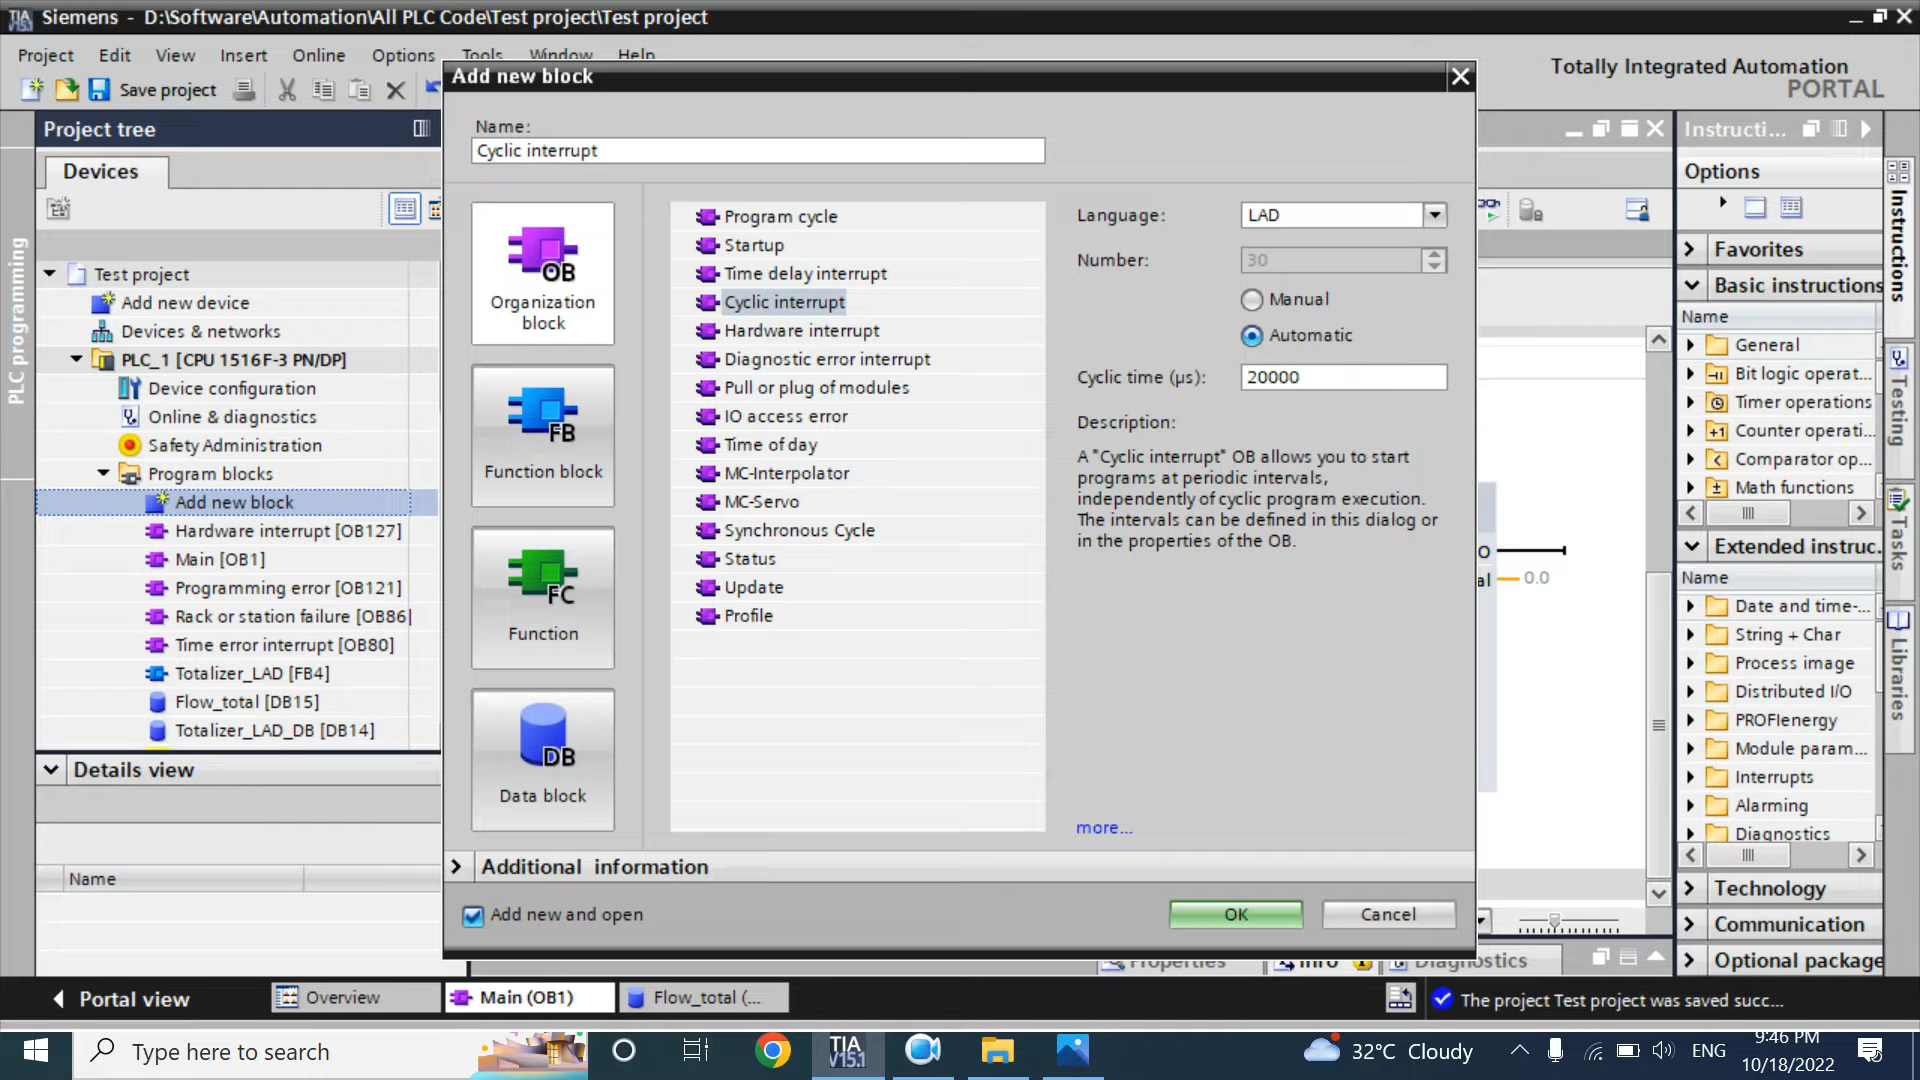 Siemens - D:\Software\Automation\All PLC Code\Test project\Test project
Project Edit View Insert Online Options Tools Window Help
Save project
Totally Integrated Automation
PORTAL
Project tree
Devices
PLC programming
Test project
Add new device
Devices & networks
PLC_1 [CPU 1516F-3 PN/DP]
Device configuration
Online & diagnostics
Safety Administration
Program blocks
Add new block
Hardware interrupt [OB127]
Main [OB1]
Programming error [OB121]
Rack or station failure [OB86]
Time error interrupt [OB80]
Totalizer_LAD [FB4]
Flow_total [DB15]
Totalizer_LAD_DB [DB14]
Details view
Name
Add new block
Name:
Cyclic interrupt
OB
Organization
block
FB
Function block
FC
Function
DB
Data block
Program cycle
Startup
Time delay interrupt
Cyclic interrupt
Hardware interrupt
Diagnostic error interrupt
Pull or plug of modules
IO access error
Time of day
MC-Interpolator
MC-Servo
Synchronous Cycle
Status
Update
Profile
Language: LAD
Number: 30
Manual
Automatic
Cyclic time (µs): 20000
Description:
A "Cyclic interrupt" OB allows you to start
programs at periodic intervals,
independently of cyclic program execution.
The intervals can be defined in this dialog or
in the properties of the OB.
more...
Additional information
Add new and open
OK
Cancel
O
al 0.0
Properties Info Diagnostics
Instructi...
Options
Favorites
Basic instructions
Name
General
Bit logic operat...
Timer operations
Counter operati...
Comparator op...
Math functions
Extended instruc.
Name
Date and time-...
String + Char
Process image
Distributed I/O
PROFIenergy
Module param...
Interrupts
Alarming
Diagnostics
Technology
Communication
Optional package
Instructions
Testing
Tasks
Libraries
Portal view
Overview
Main (OB1)
Flow_total (...
The project Test project was saved succ...
Type here to search
TIA
V15.1
32°C Cloudy
ENG
9:46 PM
10/18/2022